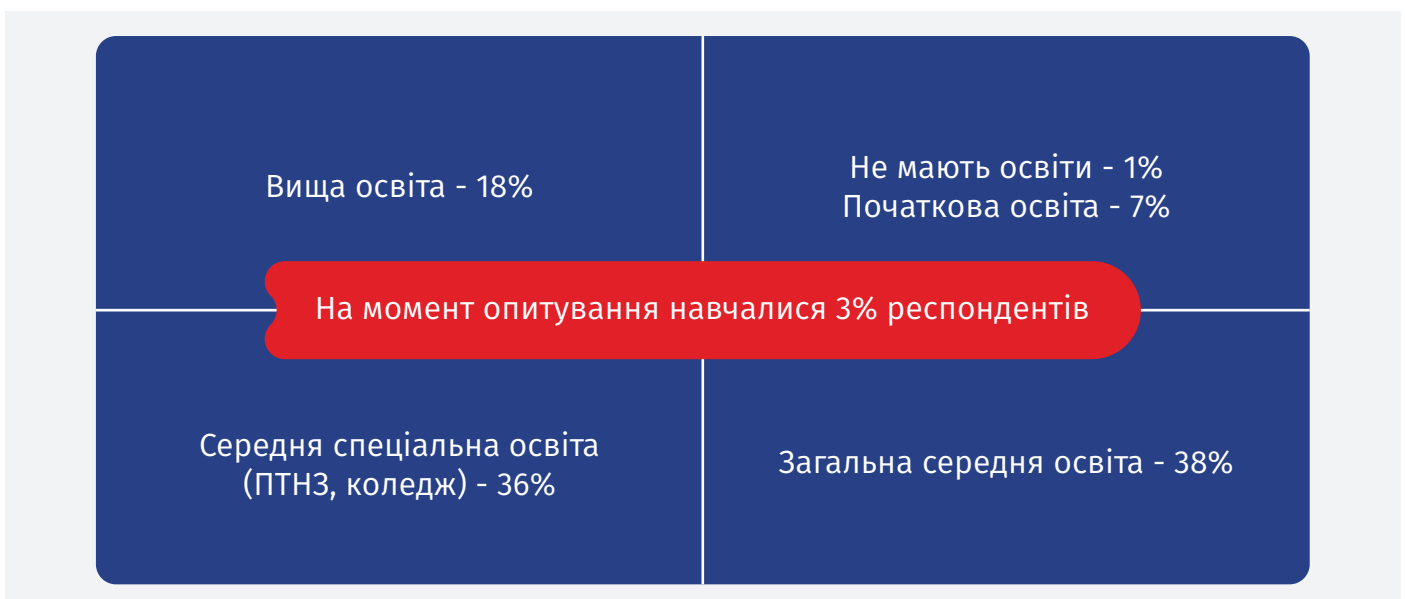 Вища освіта - 18%
Не мають освіти - 1%
Початкова освіта - 7%
На момент опитування навчалися 3% респондентів
Середня спеціальна освіта
(ПТНЗ, коледж) - 36%
Загальна середня освіта - 38%